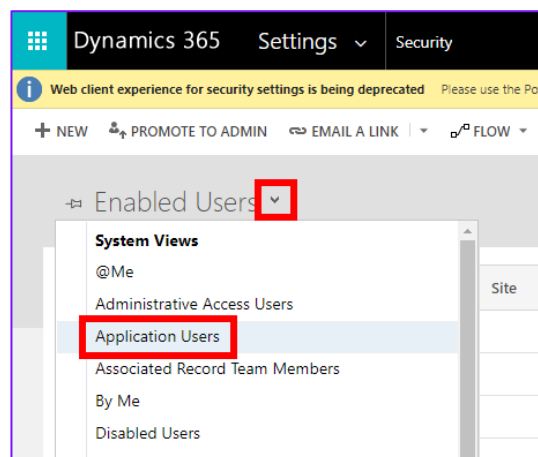 Dynamics 365 Settings Security
Web client experience for security settings is being deprecated Please use the Po
NEW PROMOTE TO ADMIN EMAIL A LINK FLOW
Enabled Users
System Views
@Me
Site
Administrative Access Users
Application Users
Associated Record Team Members
By Me
Disabled Users